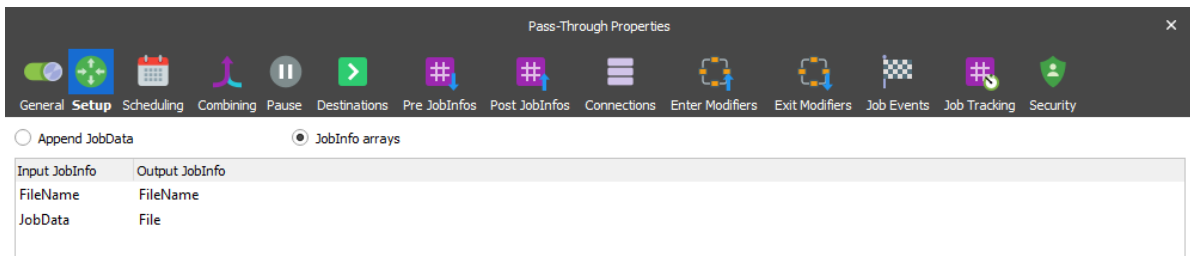 Pass-Through Properties
General Setup Scheduling Combining Pause Destinations Pre JobInfos Post JobInfos Connections Enter Modifiers Exit Modifiers Job Events Job Tracking Security
Append JobData JobInfo arrays
Input JobInfo Output JobInfo
FileName FileName
JobData File